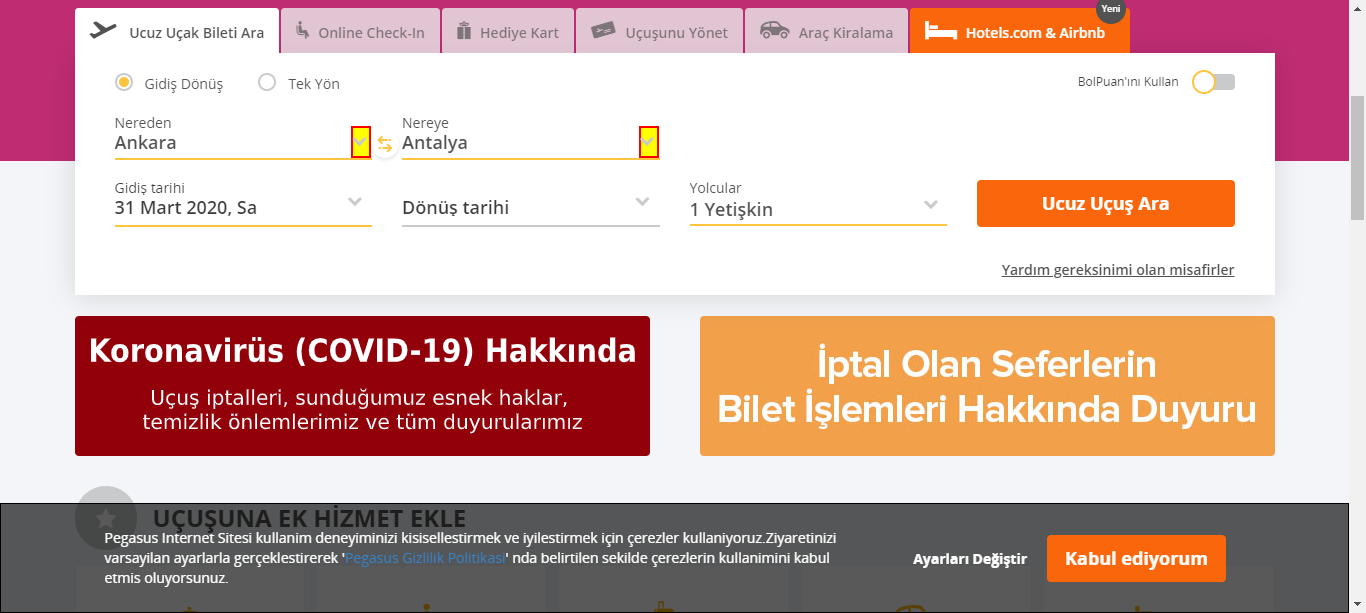 Yeni
Ucuz Uçak Bileti Ara
Online Check-In
Hediye Kart
Uçuşunu Yönet
Araç Kiralama
Hotels.com & Airbnb
Gidiş Dönüş
Tek Yön
BolPuan'ını Kullan
Nereden
Nereye
Ankara
Antalya
Gidiş tarihi
Yolcular
31 Mart 2020, Sa
Dönüş tarihi
1 Yetişkin
Ucuz Uçuş Ara
Yardım gereksinimi olan misafirler
Koronavirüs (COVID-19) Hakkında
Uçuş iptalleri, sunduğumuz esnek haklar,
temizlik önlemlerimiz ve tüm duyurularımız
İptal Olan Seferlerin
Bilet İşlemleri Hakkında Duyuru
UÇUŞUNA EK HİZMET EKLE
Pegasus Internet Sitesi kullanim deneyiminizi kisisellestirmek ve iyilestirmek için çerezler kullaniyoruz.Ziyaretinizi
varsayilan ayarlarla gerçeklestirerek 'Pegasus Gizlilik Politikasi' nda belirtilen sekilde çerezlerin kullanimini kabul
etmis oluyorsunuz.
Ayarları Değiştir
Kabul ediyorum